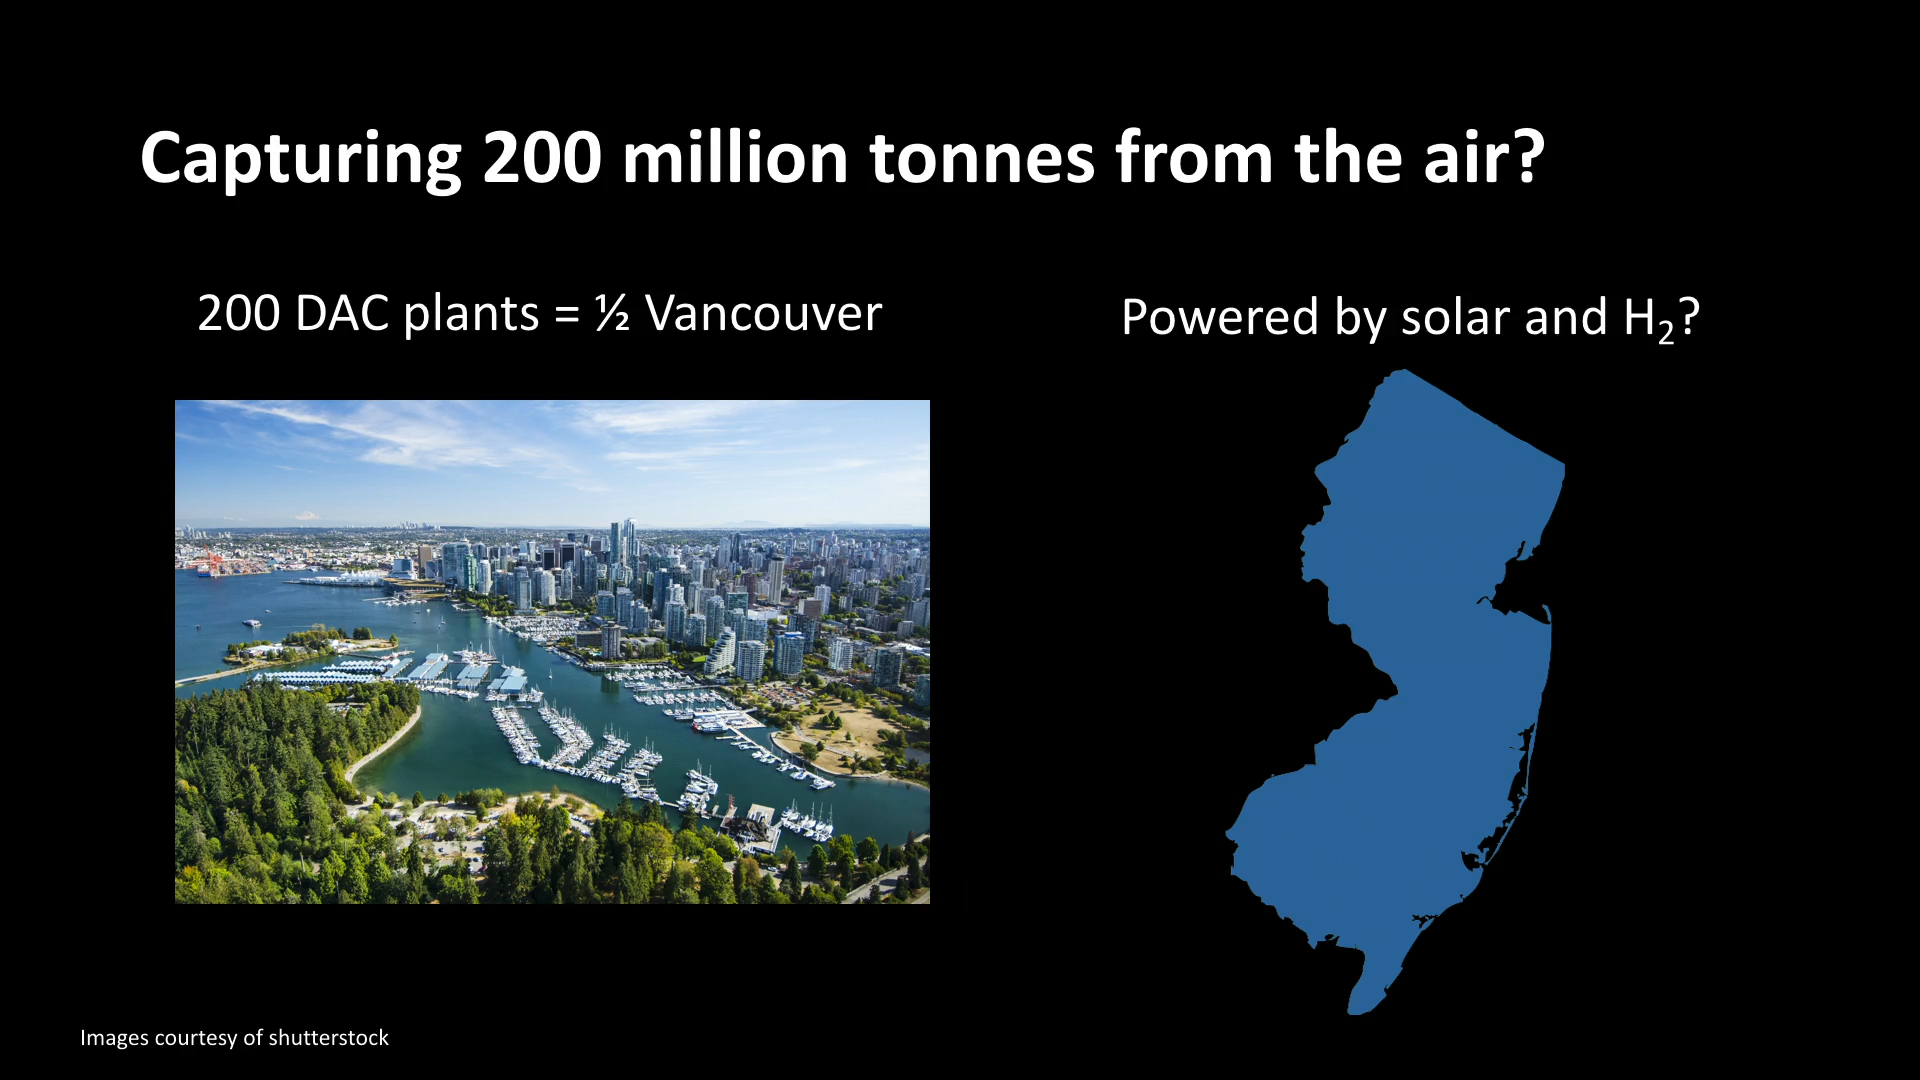 Capturing 200 million tonnes from the air?
200 DAC plants = ½ Vancouver
Powered by solar and H₂?
Images courtesy of shutterstock